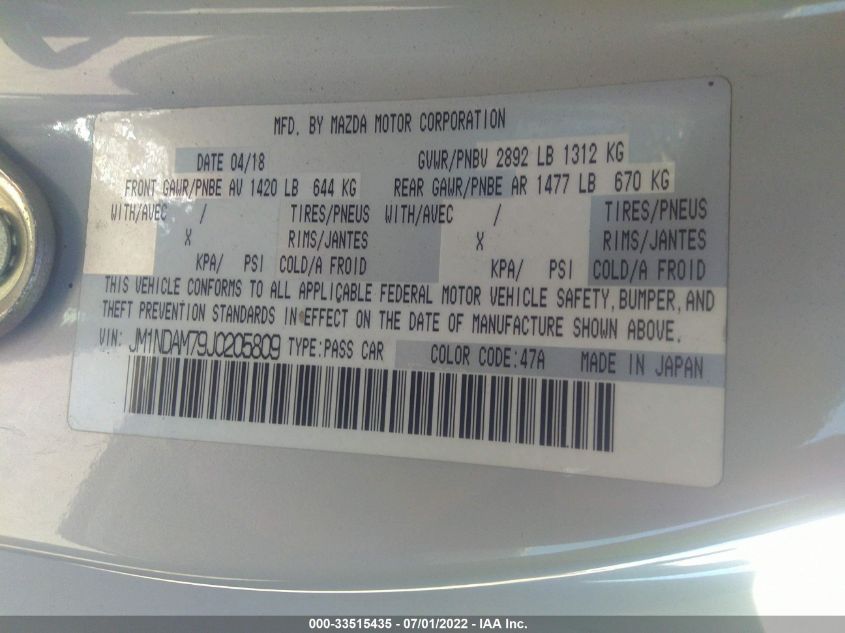 MFD. BY MAZDA MOTOR CORPORATION
DATE 04/18 GVWR/PNBV 2892 LB 1312 KG
FRONT GAWR/PNBE AV 1420 LB 644 KG REAR GAWR/PNBE AR 1477 LB 670 KG
WITH/AVEC / TIRES/PNEUS WITH/AVEC / TIRES/PNEUS
X RIMS/JANTES X RIMS/JANTES
KPA/ PSI COLD/A FROID KPA/ PSI COLD/A FROID
THIS VEHICLE CONFORMS TO ALL APPLICABLE FEDERAL MOTOR VEHICLE SAFETY, BUMPER, AND
THEFT PREVENTION STANDARDS IN EFFECT ON THE DATE OF MANUFACTURE SHOWN ABOVE.
VIN: JM1NDAM79J0205809 TYPE:PASS CAR COLOR CODE:47A MADE IN JAPAN
000-33515435 - 07/01/2022 - IAA Inc.